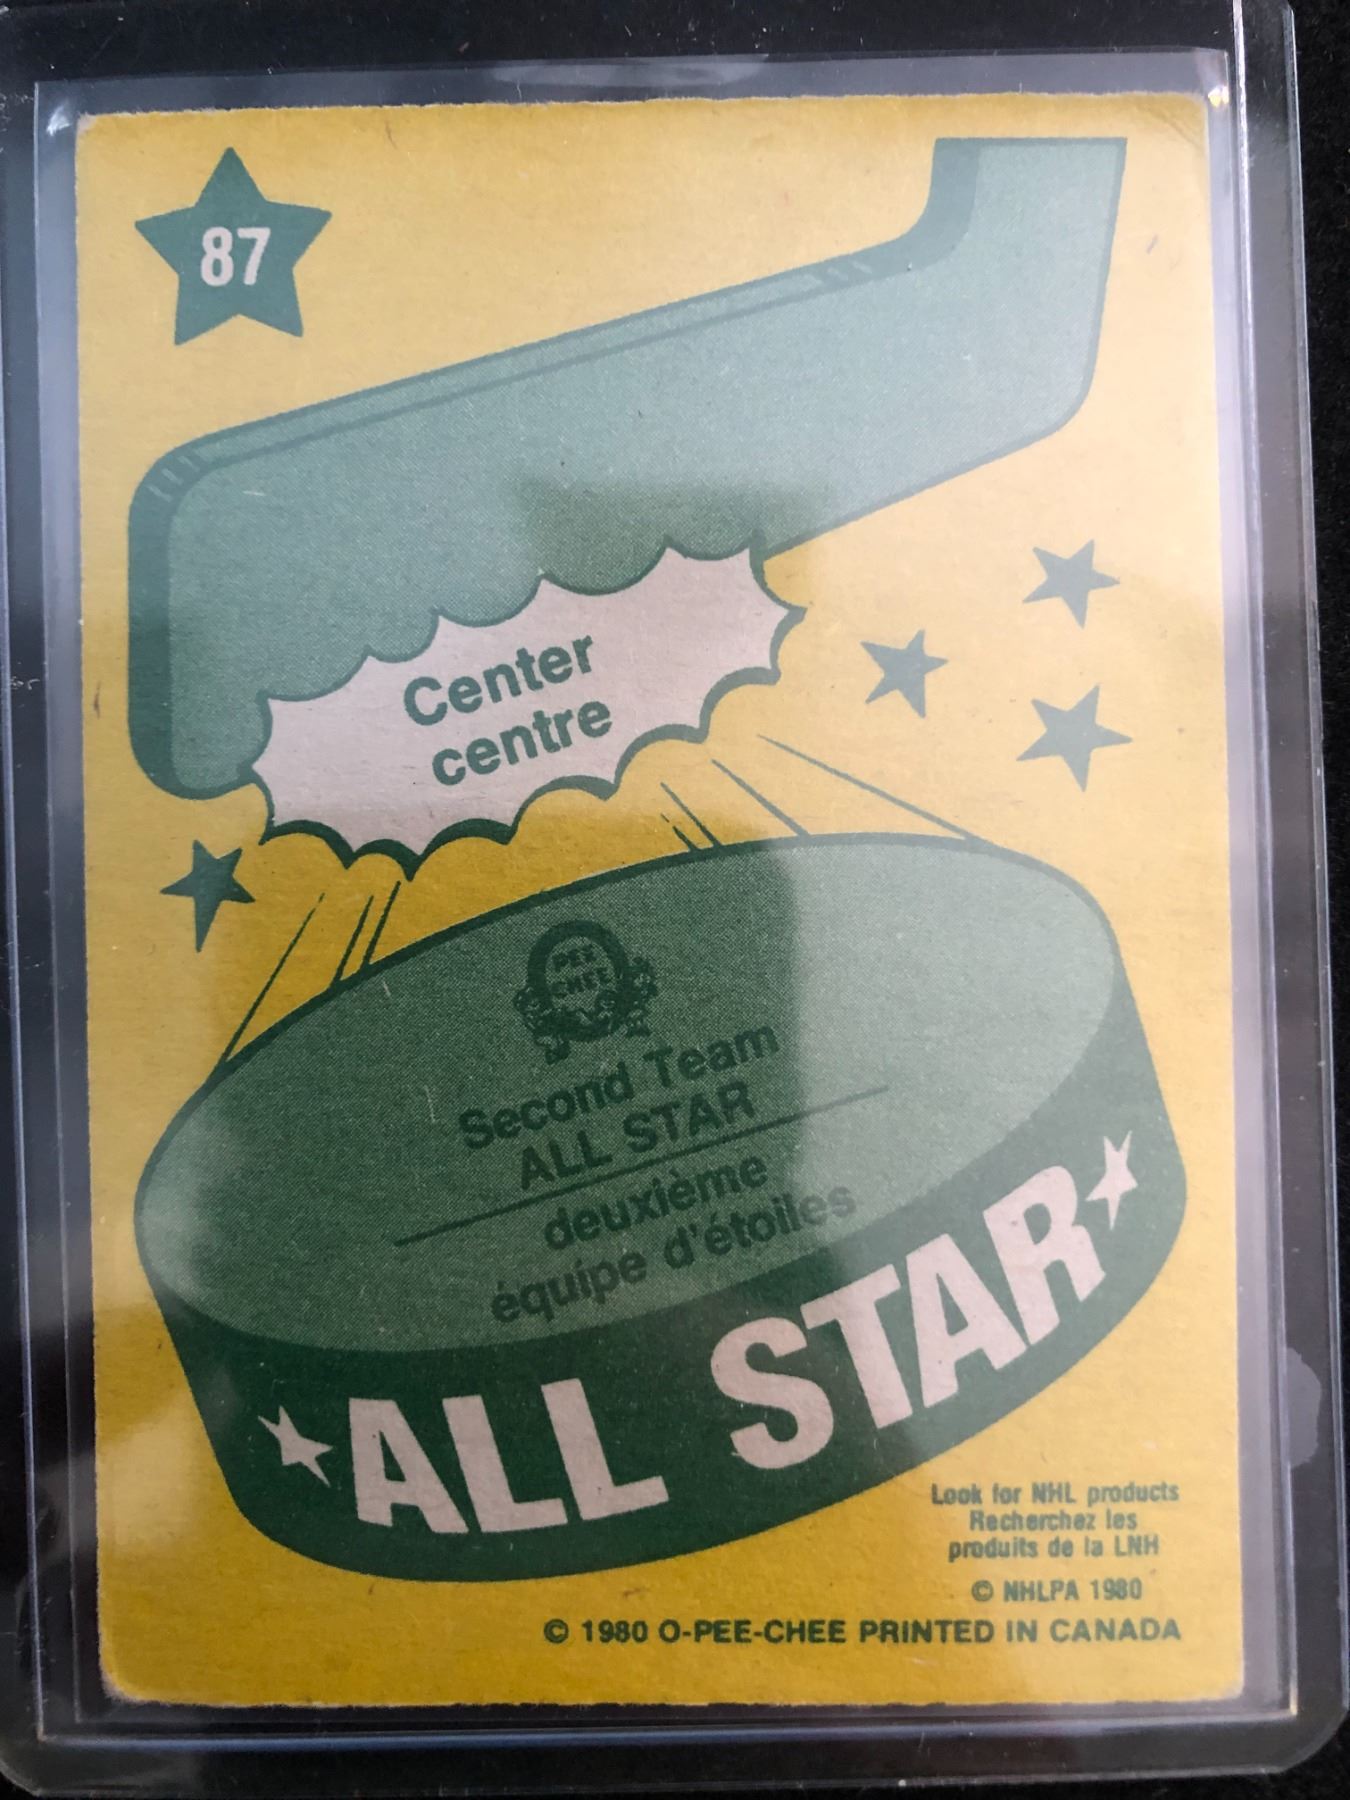 87
Center
centre
PEE
CHEE
Second Team
ALL STAR
deuxième
équipe d'étoiles
ALL STAR
Look for NHL products
Recherchez les
produits de la LNH
© NHLPA 1980
© 1980 O-PEE-CHEE PRINTED IN CANADA